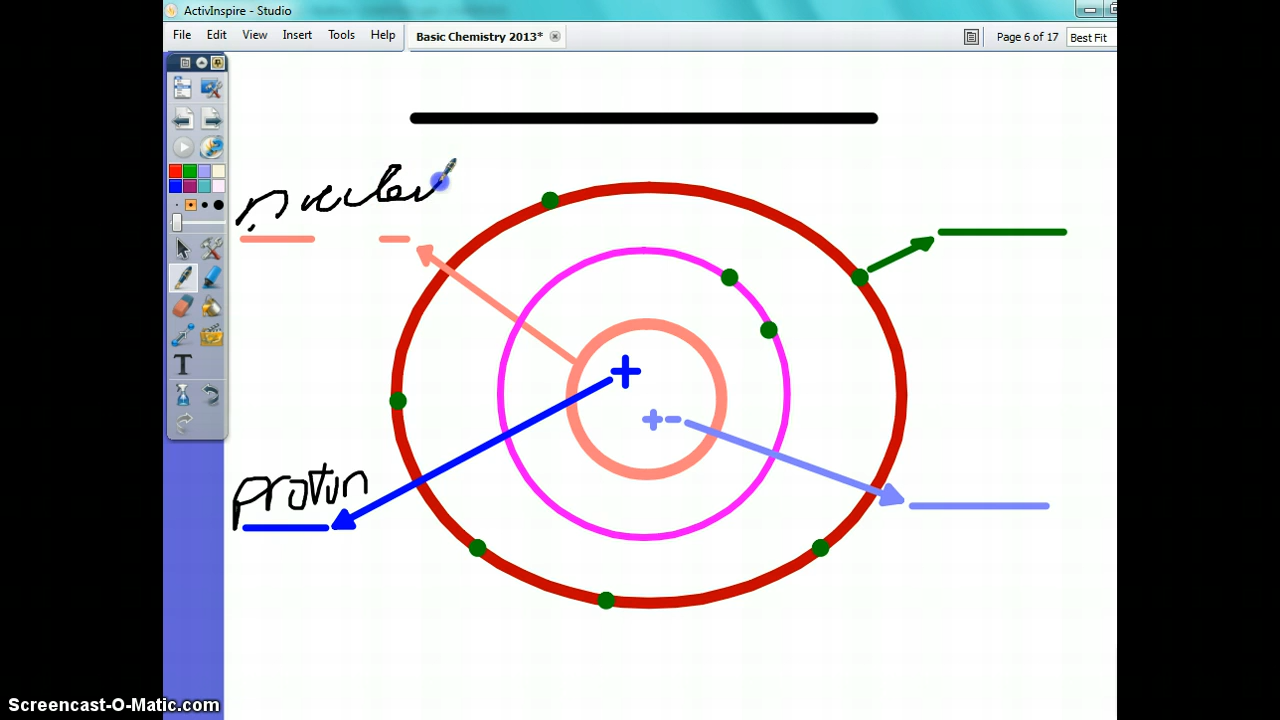 ActivInspire - Studio
File Edit View Insert Tools Help
Basic Chemistry 2013*
Page 6 of 17
Best Fit
T
+
+ -
proton
Screencast-O-Matic.com